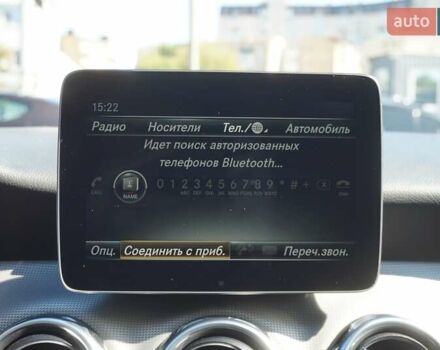 auto
15:22
Радио Носители Тел./ Автомобиль
Идет поиск авторизованных
телефонов Bluetooth...
0 1 2 3 4 5 6 7 8 9 * # +
NAME
Опц. Соединить с приб. Переч.звон.